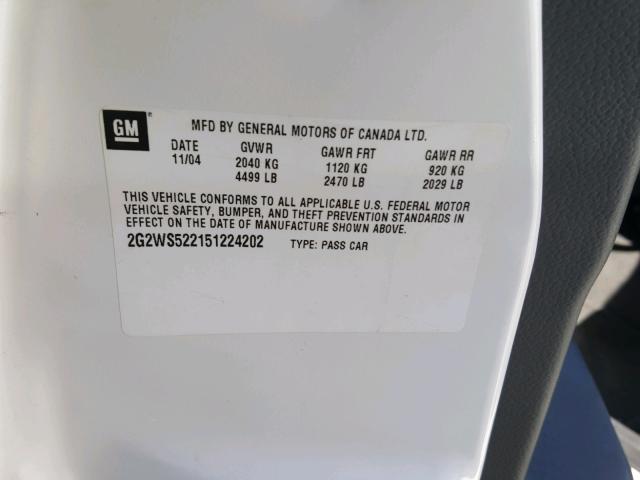 GM
MFD BY GENERAL MOTORS OF CANADA LTD.
DATE GVWR GAWR FRT GAWR RR
11/04 2040 KG 1120 KG 920 KG
4499 LB 2470 LB 2029 LB
THIS VEHICLE CONFORMS TO ALL APPLICABLE U.S. FEDERAL MOTOR
VEHICLE SAFETY, BUMPER, AND THEFT PREVENTION STANDARDS IN
EFFECT ON THE DATE OF MANUFACTURE SHOWN ABOVE.
2G2WS522151224202 TYPE: PASS CAR